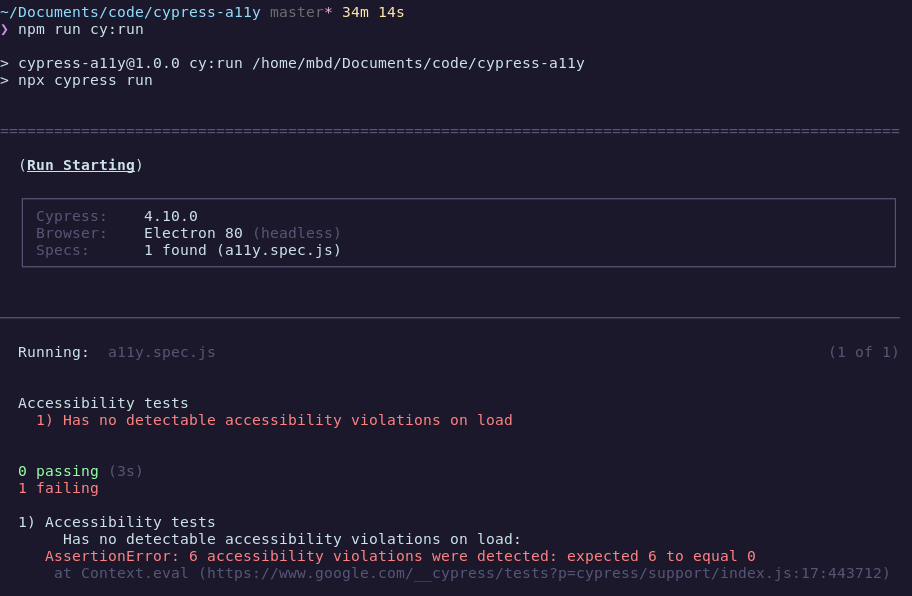 ~/Documents/code/cypress-a11y master* 34m 14s
❯ npm run cy:run
> cypress-a11y@1.0.0 cy:run /home/mbd/Documents/code/cypress-a11y
> npx cypress run
====================================================================================================
(Run Starting)
Cypress:    4.10.0
Browser:    Electron 80 (headless)
Specs:      1 found (a11y.spec.js)
Running:  a11y.spec.js (1 of 1)
Accessibility tests
1) Has no detectable accessibility violations on load
0 passing (3s)
1 failing
1) Accessibility tests
Has no detectable accessibility violations on load:
AssertionError: 6 accessibility violations were detected: expected 6 to equal 0
at Context.eval (https://www.google.com/__cypress/tests?p=cypress/support/index.js:17:443712)